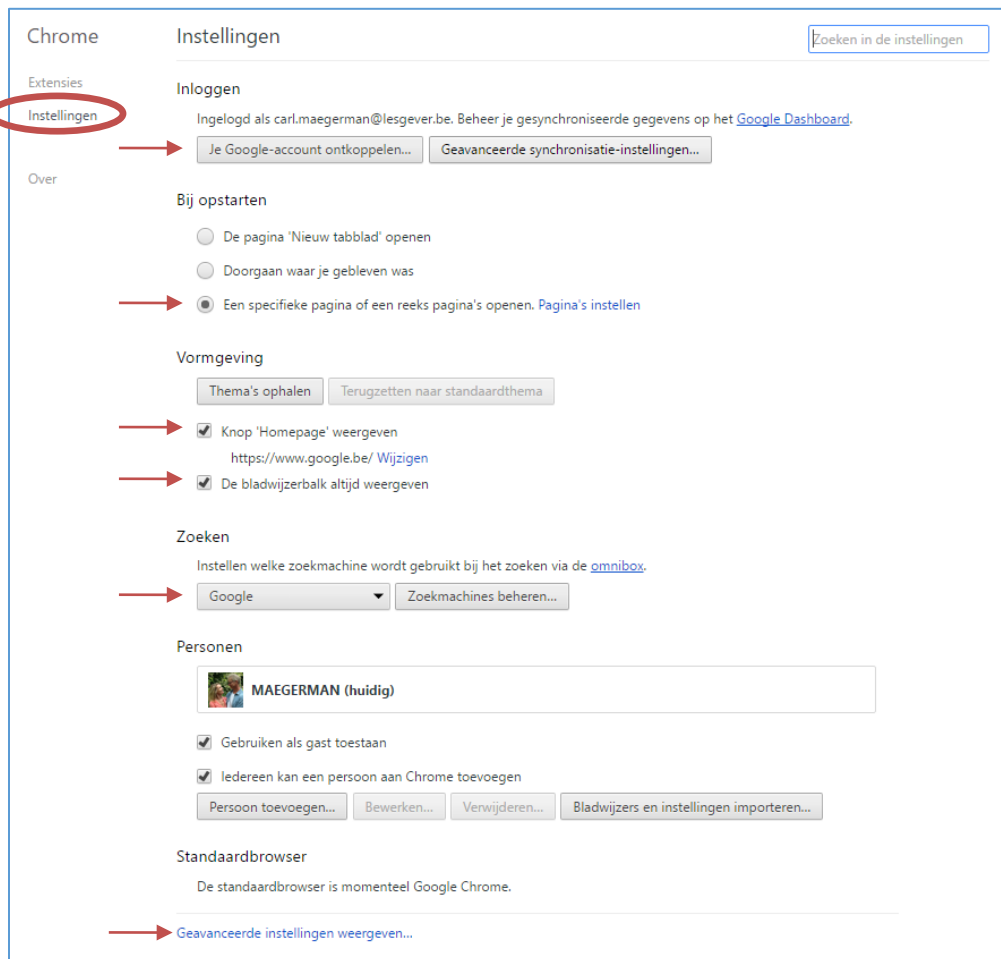 Chrome
Instellingen
Zoeken in de instellingen
Extensies
Instellingen
Over
Inloggen
Ingelogd als carl.maegerman@lesgever.be. Beheer je gesynchroniseerde gegevens op het Google Dashboard.
Je Google-account ontkoppelen... Geavanceerde synchronisatie-instellingen...
Bij opstarten
De pagina 'Nieuw tabblad' openen
Doorgaan waar je gebleven was
Een specifieke pagina of een reeks pagina's openen. Pagina's instellen
Vormgeving
Thema's ophalen Terugzetten naar standaardthema
Knop 'Homepage' weergeven
https://www.google.be/ Wijzigen
De bladwijzerbalk altijd weergeven
Zoeken
Instellen welke zoekmachine wordt gebruikt bij het zoeken via de omnibox.
Google Zoekmachines beheren...
Personen
MAEGERMAN (huidig)
Gebruiken als gast toestaan
Iedereen kan een persoon aan Chrome toevoegen
Persoon toevoegen... Bewerken... Verwijderen... Bladwijzers en instellingen importeren...
Standaardbrowser
De standaardbrowser is momenteel Google Chrome.
Geavanceerde instellingen weergeven...